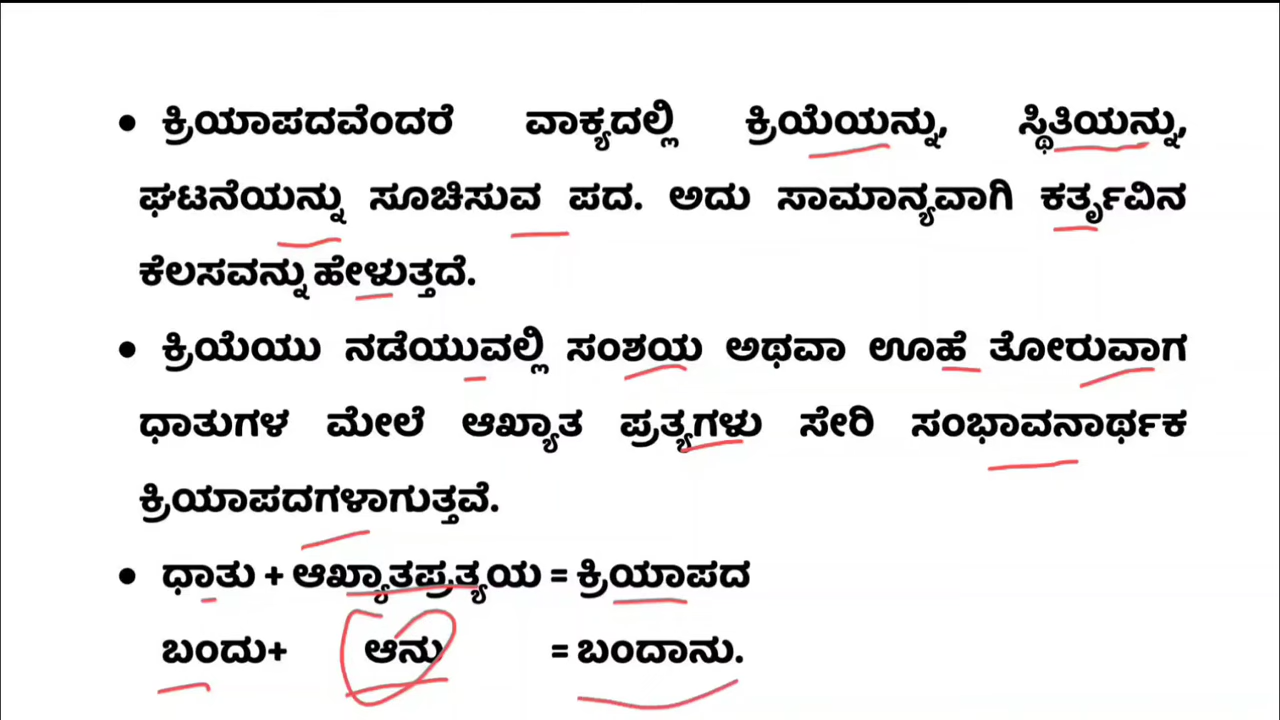 • ಕ್ರಿಯಾಪದವೆಂದರೆ ವಾಕ್ಯದಲ್ಲಿ ಕ್ರಿಯೆಯನ್ನು, ಸ್ಥಿತಿಯನ್ನು,
ಘಟನೆಯನ್ನು ಸೂಚಿಸುವ ಪದ. ಅದು ಸಾಮಾನ್ಯವಾಗಿ ಕರ್ತೃವಿನ
ಕೆಲಸವನ್ನು ಹೇಳುತ್ತದೆ.
• ಕ್ರಿಯೆಯು ನಡೆಯುವಲ್ಲಿ ಸಂಶಯ ಅಥವಾ ಊಹೆ ತೋರುವಾಗ
ಧಾತುಗಳ ಮೇಲೆ ಆಖ್ಯಾತ ಪ್ರತ್ಯಗಳು ಸೇರಿ ಸಂಭಾವನಾರ್ಥಕ
ಕ್ರಿಯಾಪದಗಳಾಗುತ್ತವೆ.
• ಧಾತು + ಆಖ್ಯಾತಪ್ರತ್ಯಯ = ಕ್ರಿಯಾಪದ
ಬಂದು+ ಆನು = ಬಂದಾನು.